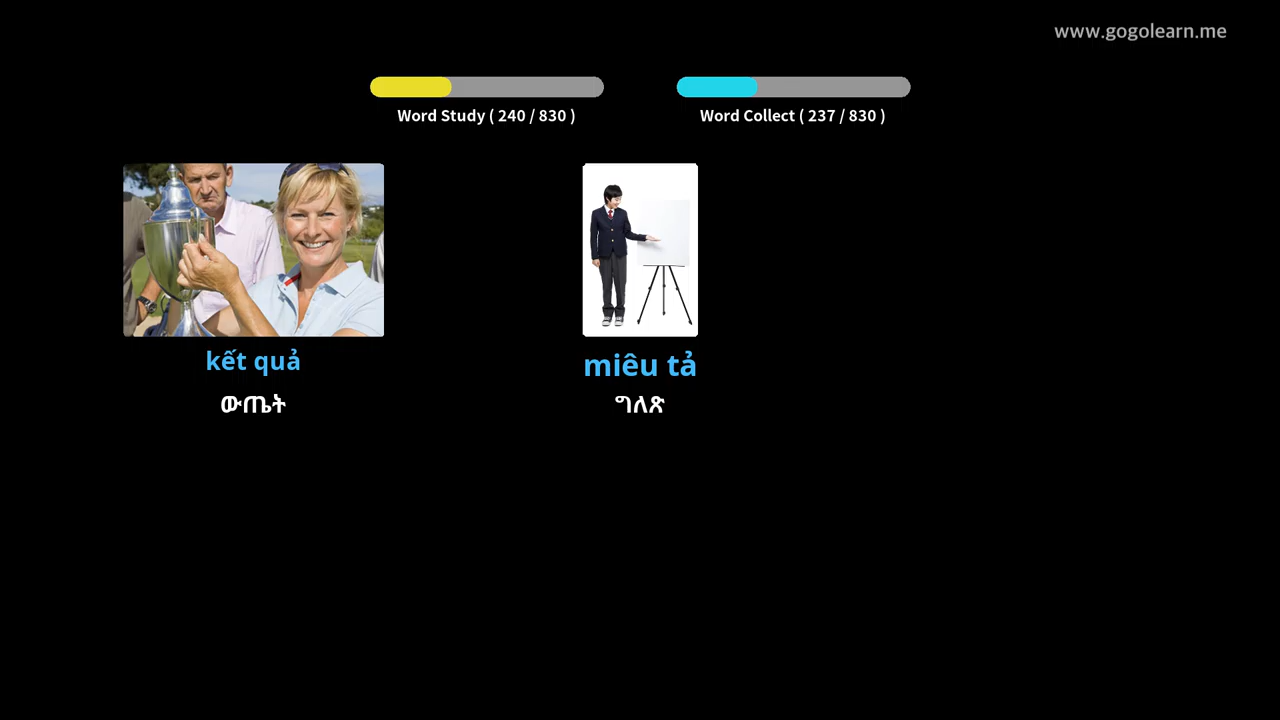 www.gogolearn.me
Word Study ( 240 / 830 )
Word Collect ( 237 / 830 )
kết quả
ውጤት
miêu tả
ግለጽ